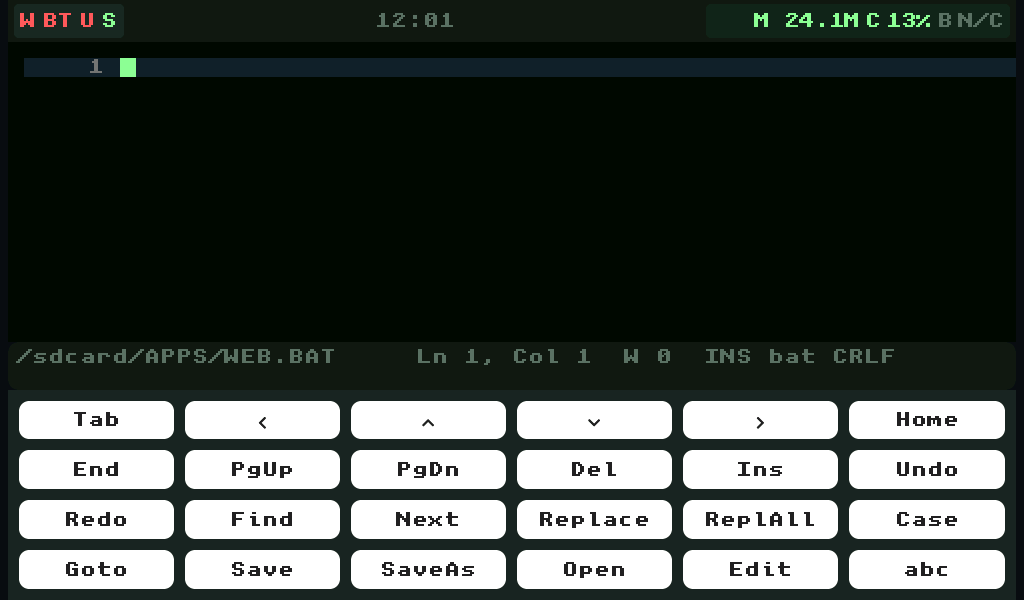 W BT U S 12:01 M 24.1M C 13% B N/C
1
/sdcard/APPS/WEB.BAT Ln 1, Col 1 W 0 INS bat CRLF
Tab < ^ ⌄ > Home
End PgUp PgDn Del Ins Undo
Redo Find Next Replace ReplAll Case
Goto Save SaveAs Open Edit abc